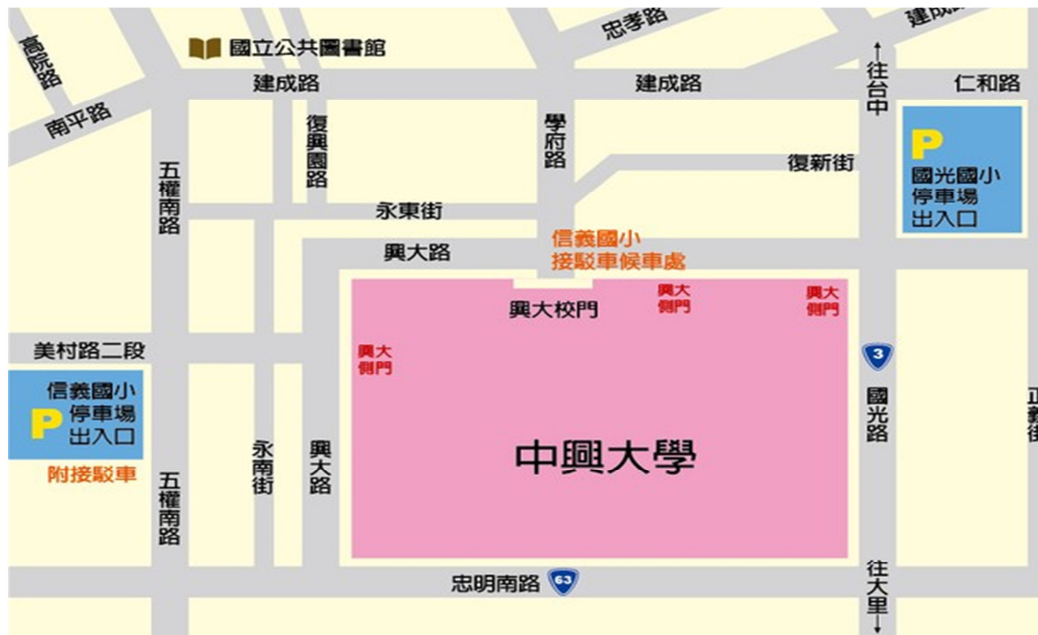 高院路
國立公共圖書館
忠孝路
建成路
往台中
建成路
建成路
仁和路
南平路
復興園路
學府路
P
國光國小
停車場
出入口
復新街
五權南路
永東街
興大路
信義國小
接駁車候車處
興大校門
興大
側門
興大
側門
興大
側門
美村路二段
3
信義國小
P
停車場
出入口
附接駁車
國光路
正義街
永南街
興大路
中興大學
五權南路
忠明南路
63
往大里